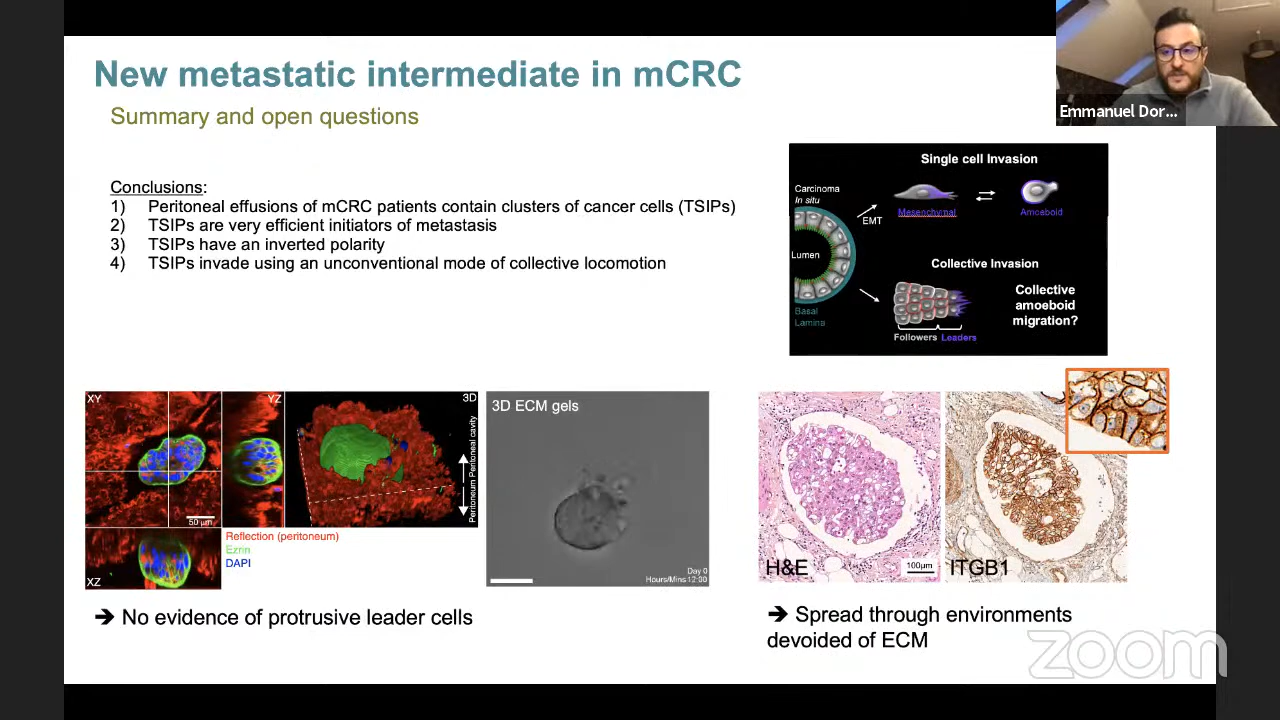 New metastatic intermediate in mCRC
Emmanuel Dor...
Summary and open questions
Conclusions:
1) Peritoneal effusions of mCRC patients contain clusters of cancer cells (TSIPs)
2) TSIPs are very efficient initiators of metastasis
3) TSIPs have an inverted polarity
4) TSIPs invade using an unconventional mode of collective locomotion
Single cell Invasion
Carcinoma
In situ
EMT
Mesenchymal
Amoeboid
Lumen
Collective Invasion
Collective
amoeboid
migration?
Basal
Lamina
Followers Leaders
XY
YZ
3D
Peritoneum Peritoneal cavity
50 µm
XZ
Reflection (peritoneum)
Ezrin
DAPI
3D ECM gels
Day 0
Hours/Mins 12:00
H&E
100µm
ITGB1
➔ No evidence of protrusive leader cells
➔ Spread through environments
devoided of ECM
zoom